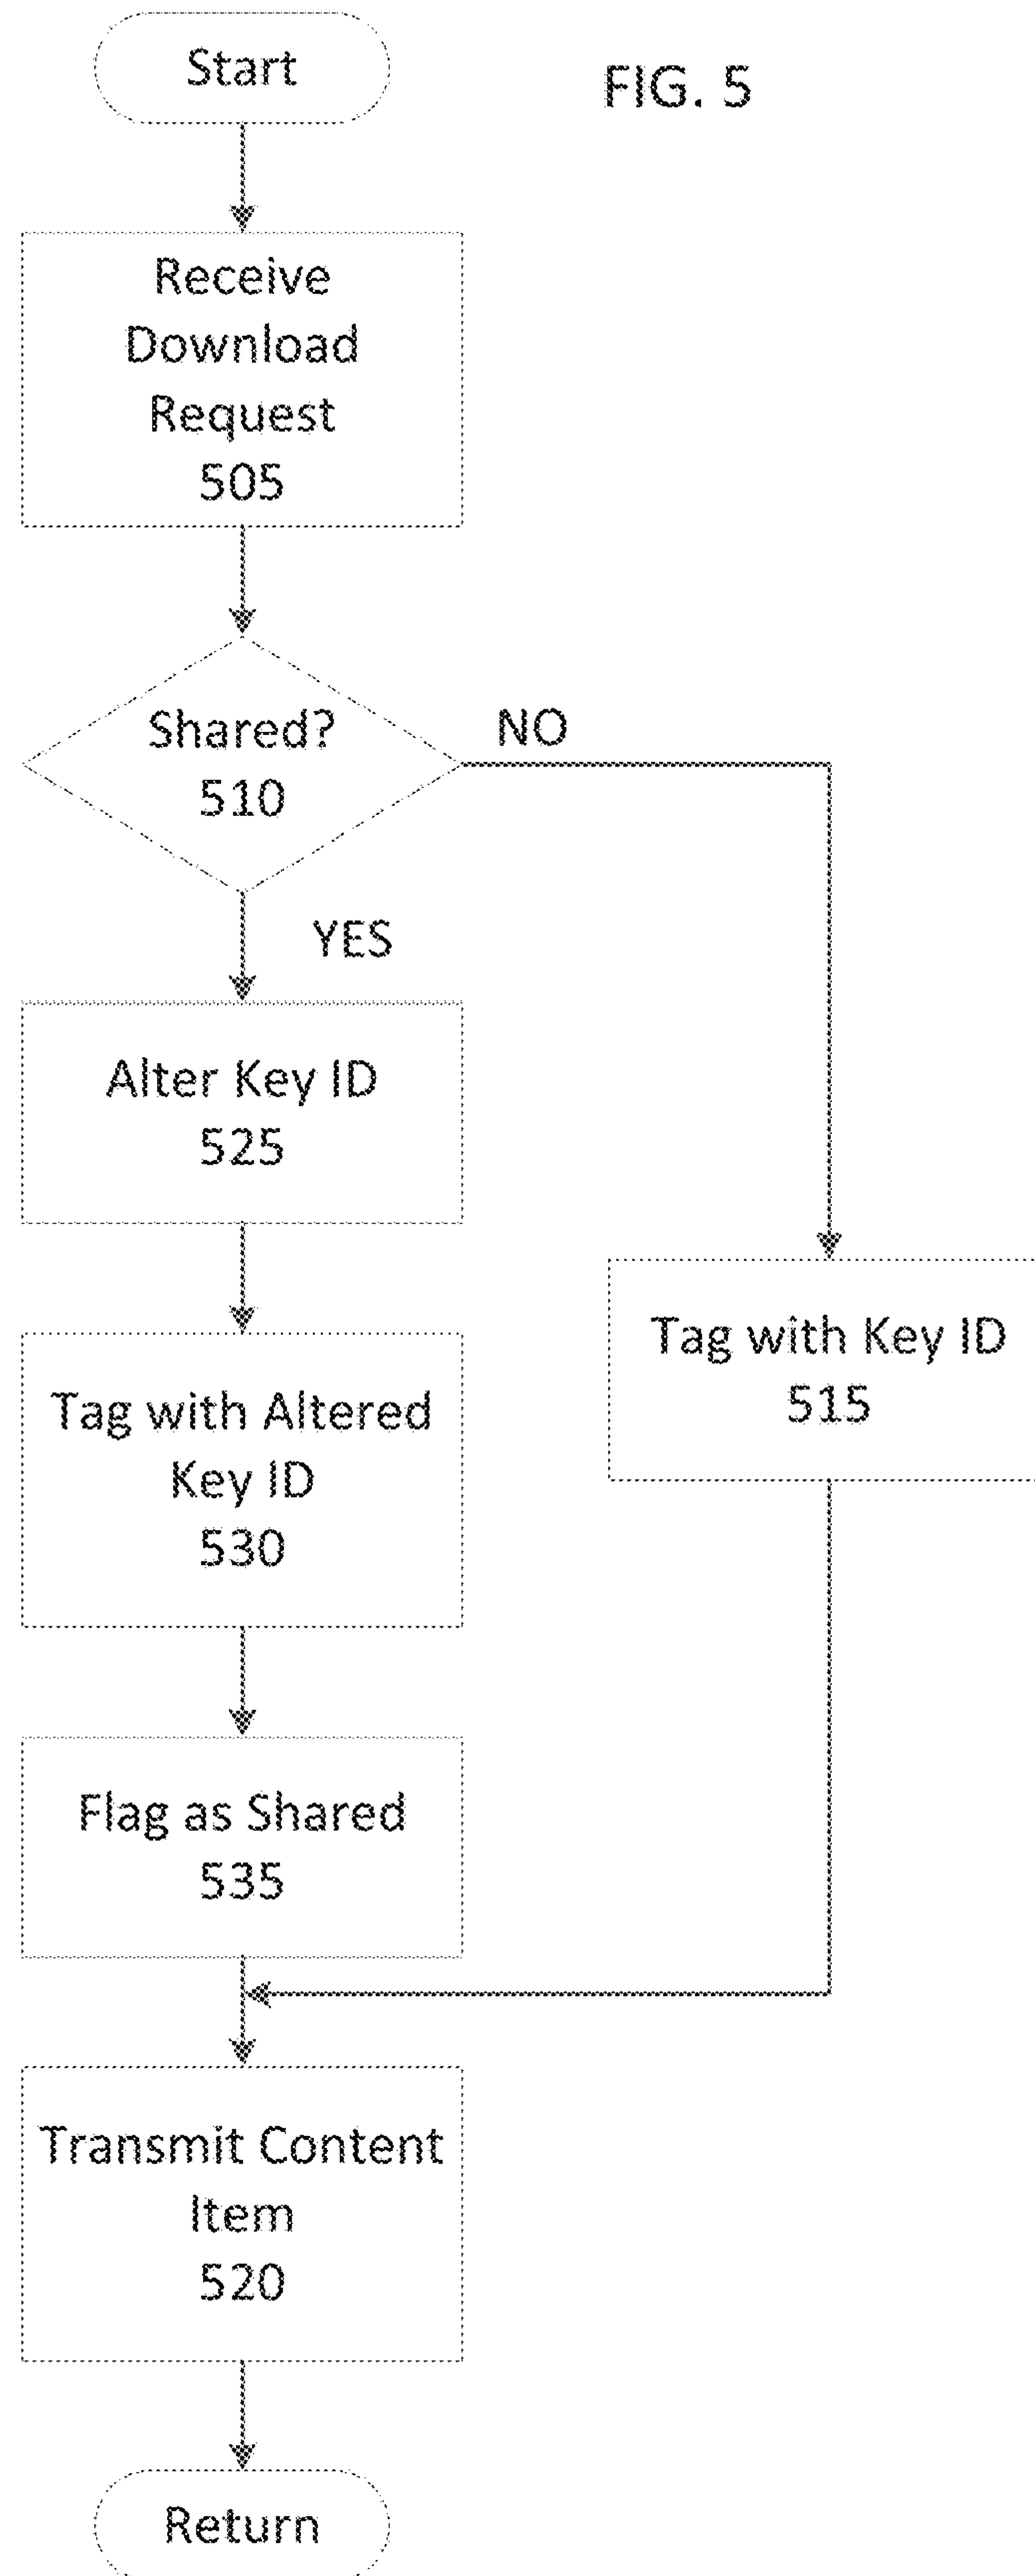 Start
FIG. 5
Receive
Download
Request
505
Shared?
510
NO
YES
Alter Key ID
525
Tag with Key ID
515
Tag with Altered
Key ID
530
Flag as Shared
535
Transmit Content
Item
520
Return